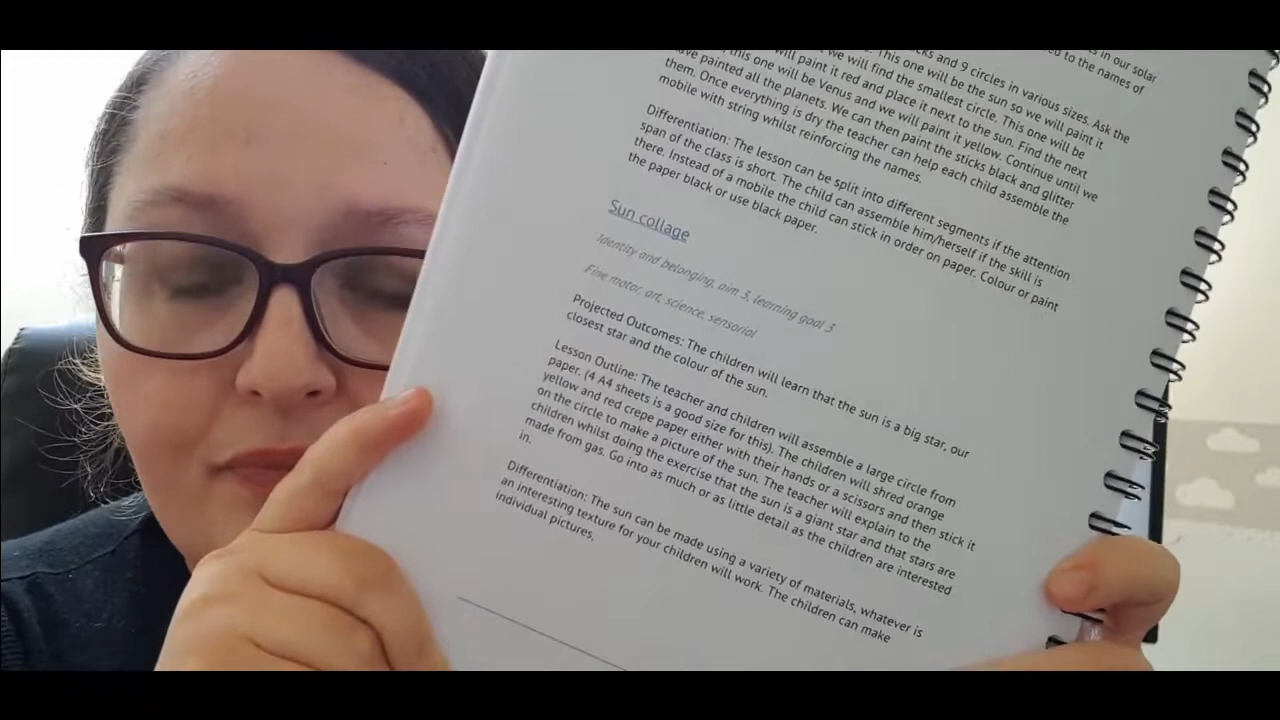 in our solar
to the names of
and 9 circles in various sizes. Ask the
This one will be the sun so we will paint it
we will find the smallest circle. This one will be
will paint it red and place it next to the sun. Find the next
this one will be Venus and we will paint it yellow. Continue until we
have painted all the planets. We can then paint the sticks black and glitter
them. Once everything is dry the teacher can help each child assemble the
mobile with string whilst reinforcing the names.
Differentiation: The lesson can be split into different segments if the attention
span of the class is short. The child can assemble him/herself if the skill is
there. Instead of a mobile the child can stick in order on paper. Colour or paint
the paper black or use black paper.
Sun collage
Identity and belonging, aim 3, learning goal 3
Fine motor, art, science, sensorial
Projected Outcomes: The children will learn that the sun is a big star, our
closest star and the colour of the sun.
Lesson Outline: The teacher and children will assemble a large circle from
paper. (4 A4 sheets is a good size for this). The children will shred orange
yellow and red crepe paper either with their hands or a scissors and then stick it
on the circle to make a picture of the sun. The teacher will explain to the
children whilst doing the exercise that the sun is a giant star and that stars are
made from gas. Go into as much or as little detail as the children are interested
in.
Differentiation: The sun can be made using a variety of materials, whatever is
an interesting texture for your children will work. The children can make
individual pictures.